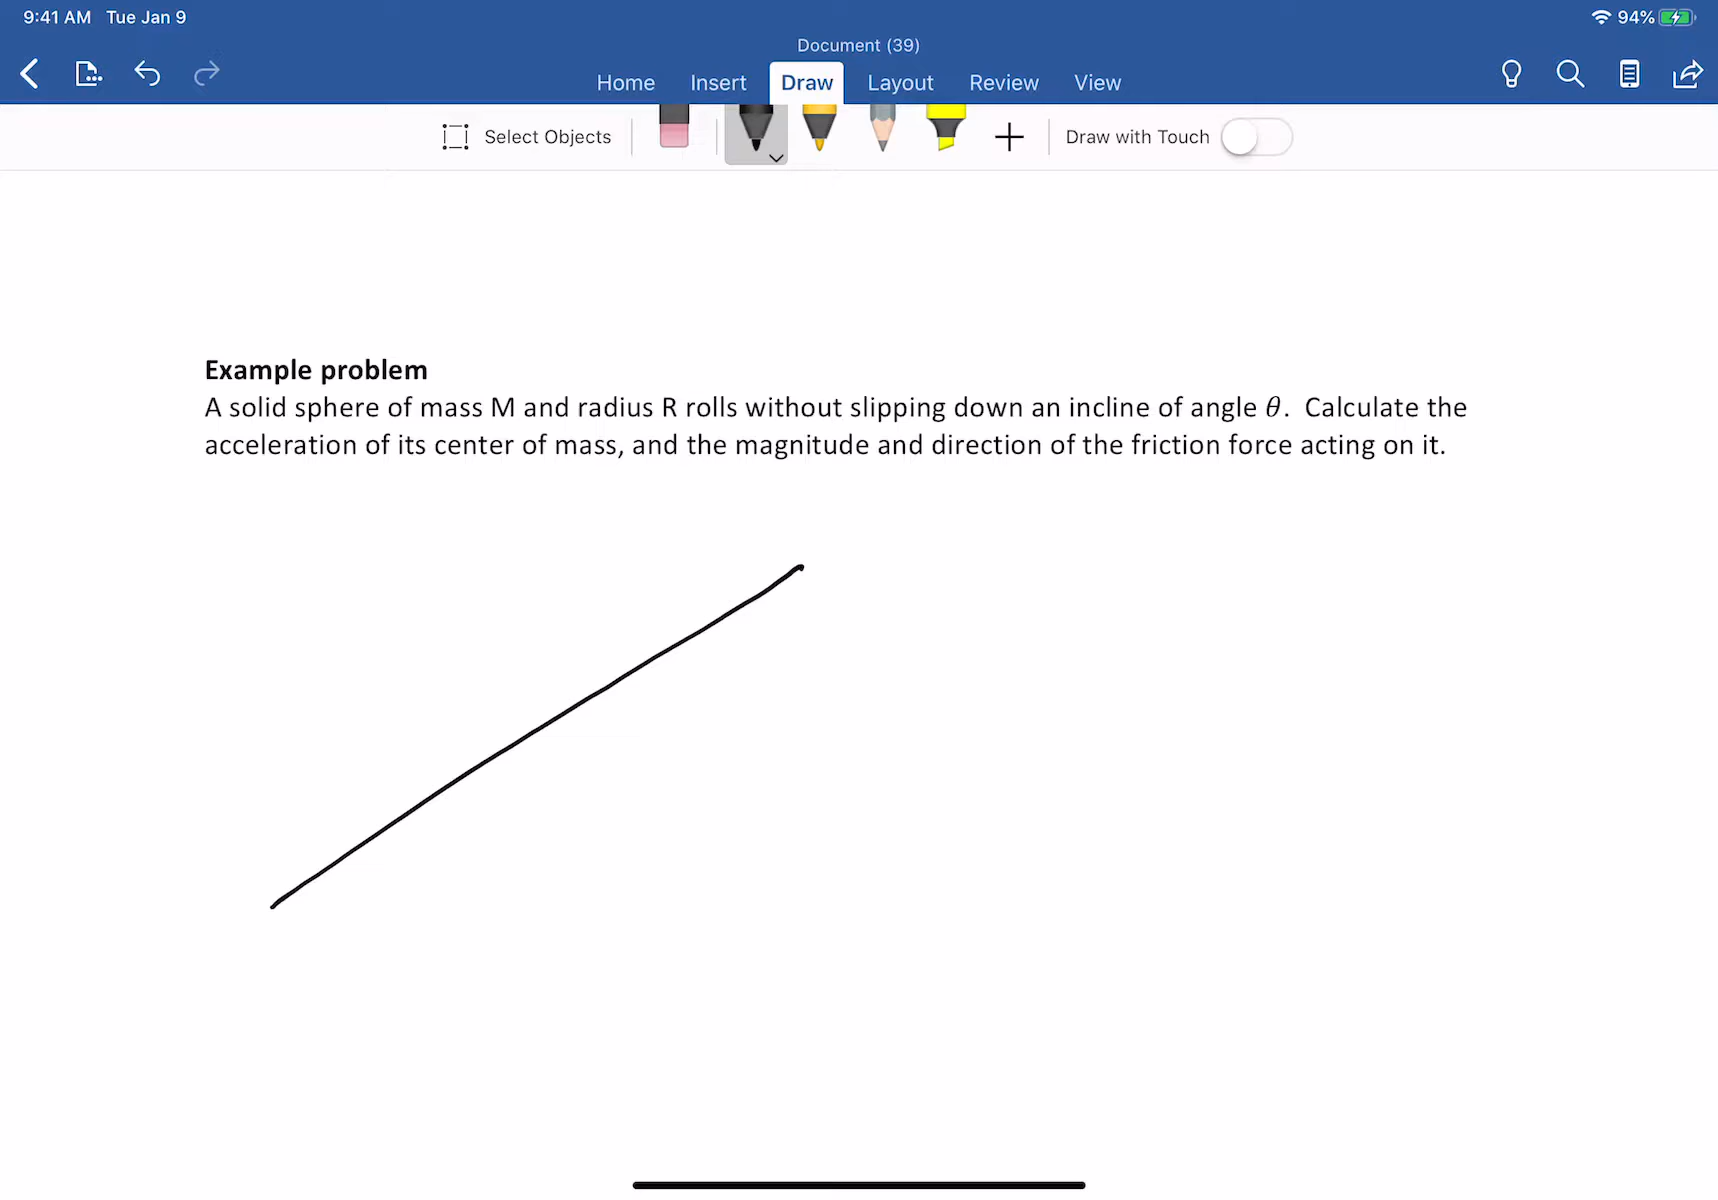 9:41 AM Tue Jan 9
94%
Document (39)
Home Insert Draw Layout Review View
Select Objects
Draw with Touch
Example problem
A solid sphere of mass M and radius R rolls without slipping down an incline of angle θ. Calculate the
acceleration of its center of mass, and the magnitude and direction of the friction force acting on it.